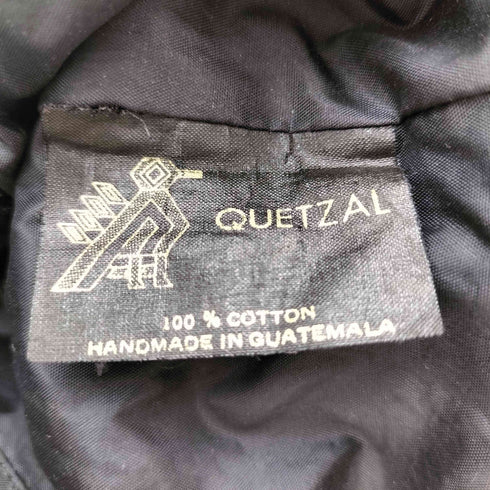 QUETZAL
100 % COTTON
HANDMADE IN GUATEMALA